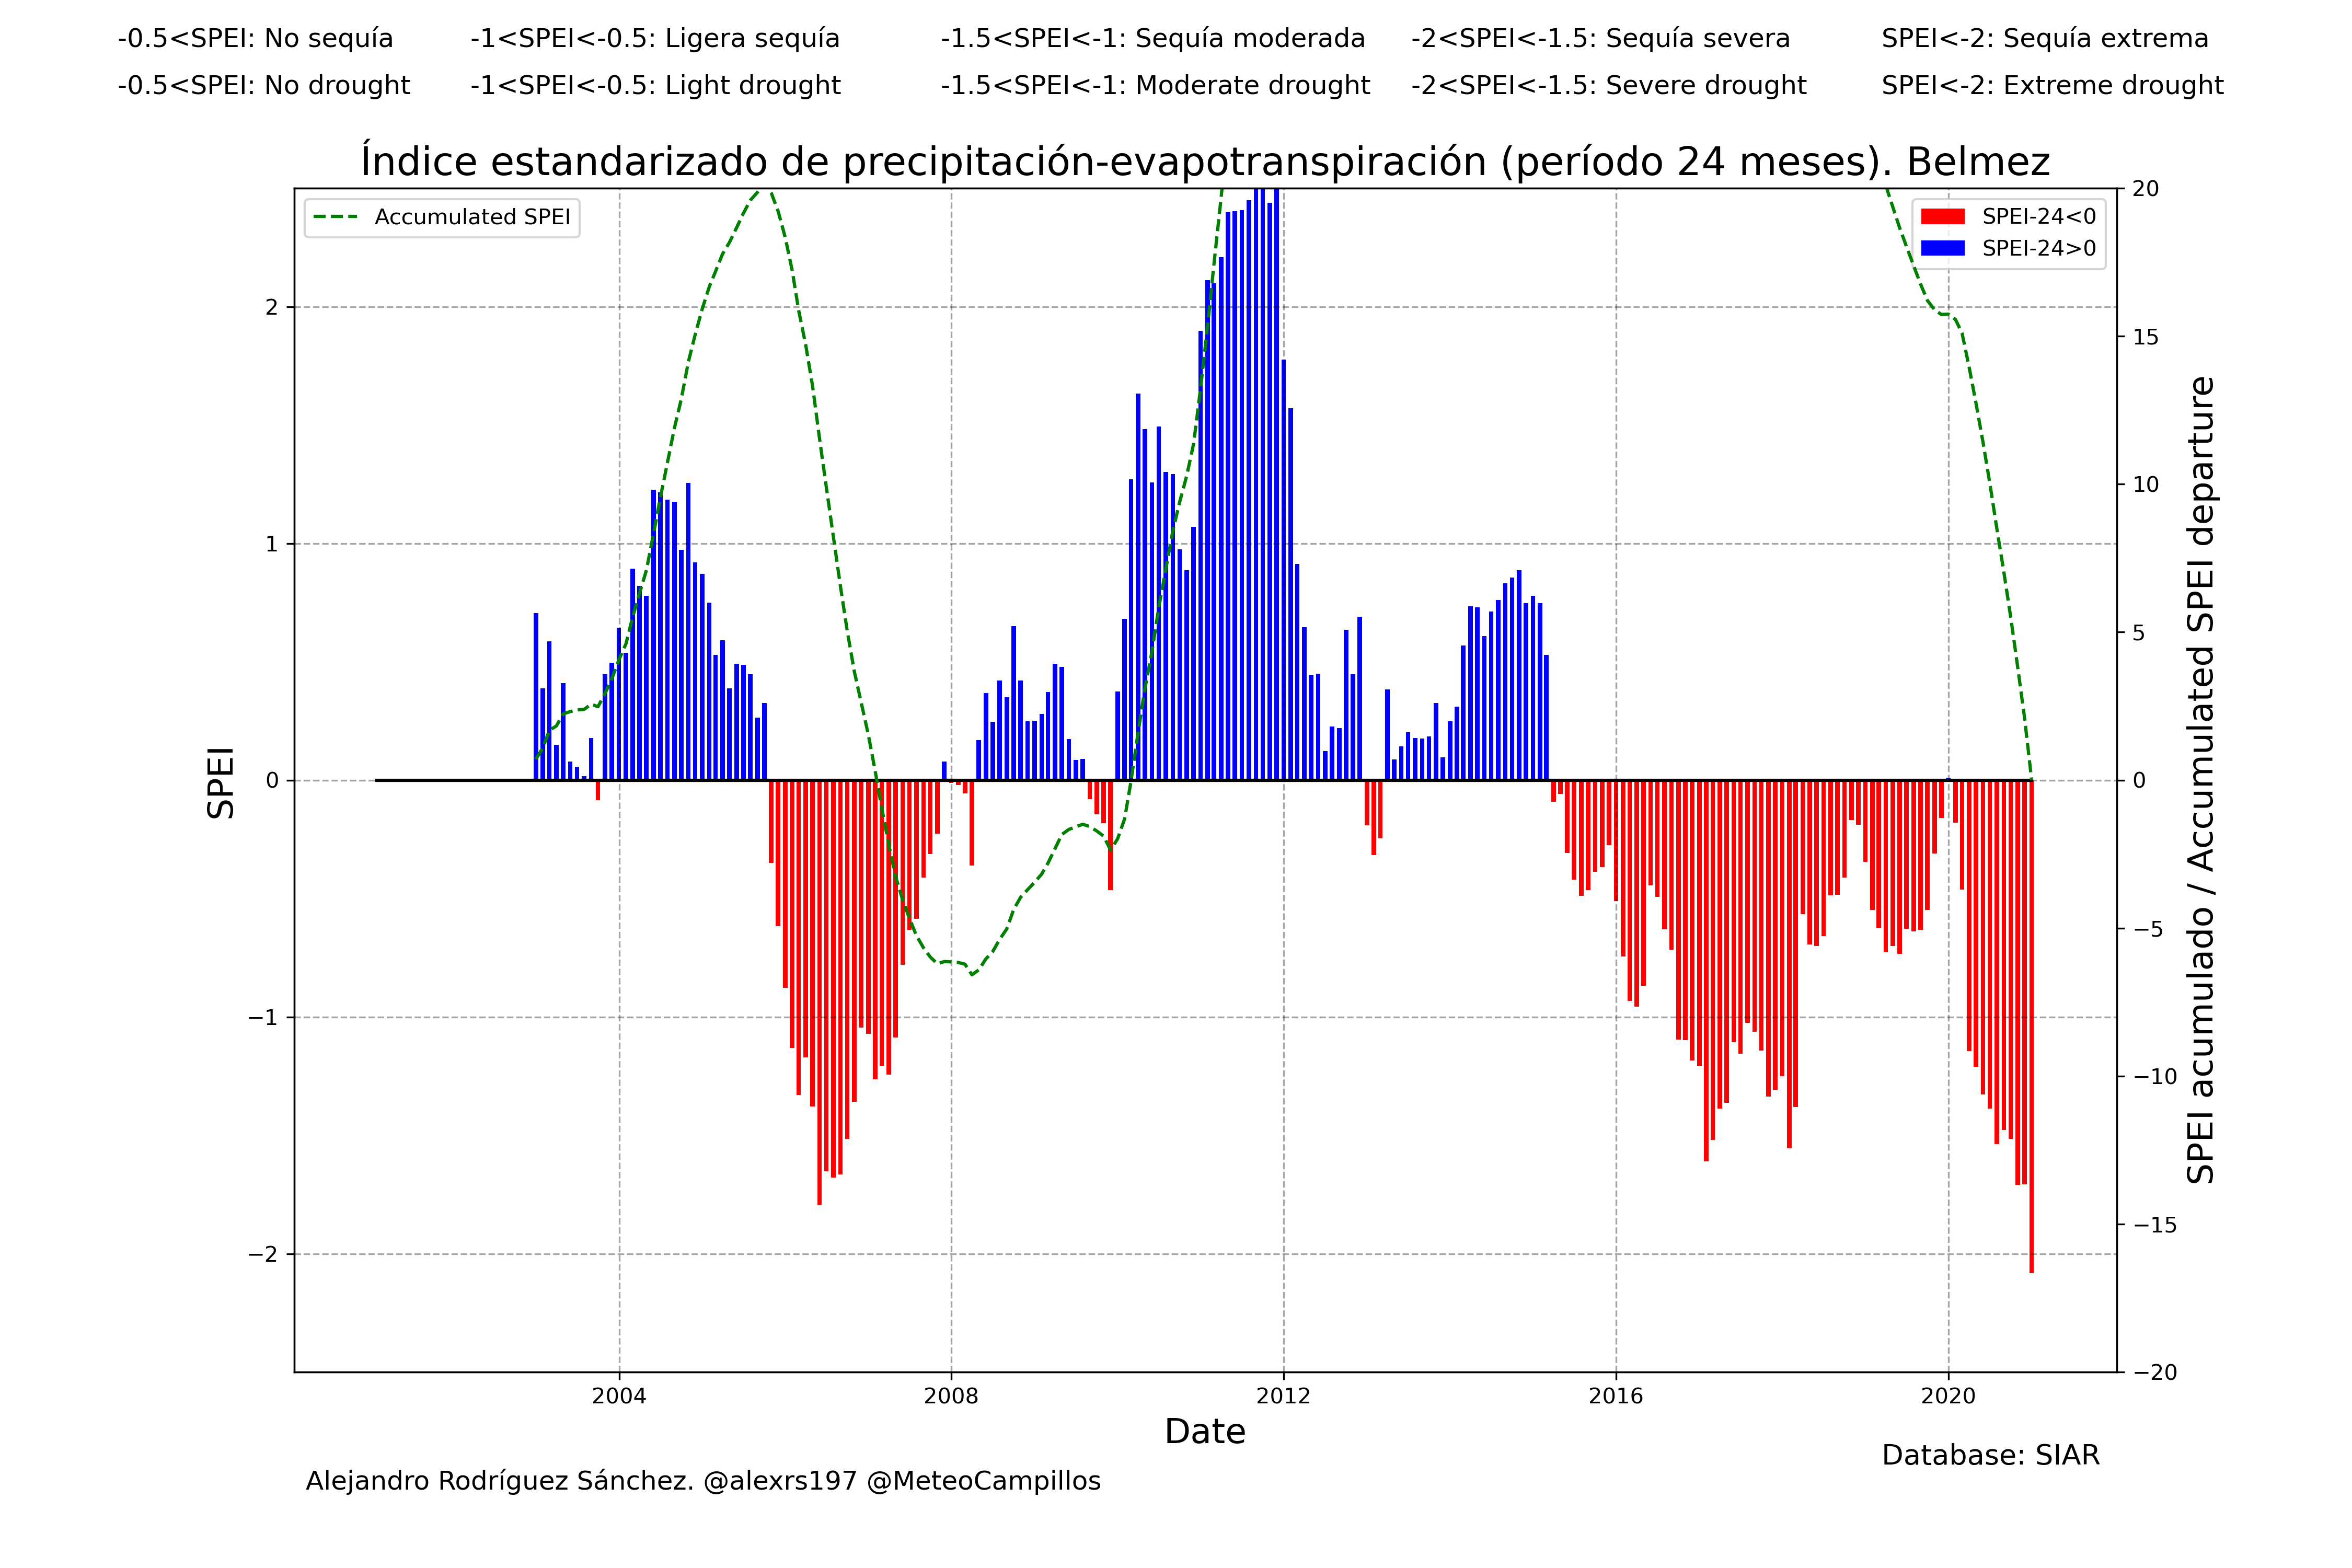 -0.5<SPEI: No sequía -1<SPEI<-0.5: Ligera sequía -1.5<SPEI<-1: Sequía moderada -2<SPEI<-1.5: Sequía severa SPEI<-2: Sequía extrema
-0.5<SPEI: No drought -1<SPEI<-0.5: Light drought -1.5<SPEI<-1: Moderate drought -2<SPEI<-1.5: Severe drought SPEI<-2: Extreme drought
Índice estandarizado de precipitación-evapotranspiración (período 24 meses). Belmez
Accumulated SPEI
SPEI-24<0
SPEI-24>0
SPEI
2
1
0
−1
−2
20
15
10
5
0
−5
−10
−15
−20
SPEI acumulado / Accumulated SPEI departure
2004 2008 2012 2016 2020
Date
Database: SIAR
Alejandro Rodríguez Sánchez. @alexrs197 @MeteoCampillos